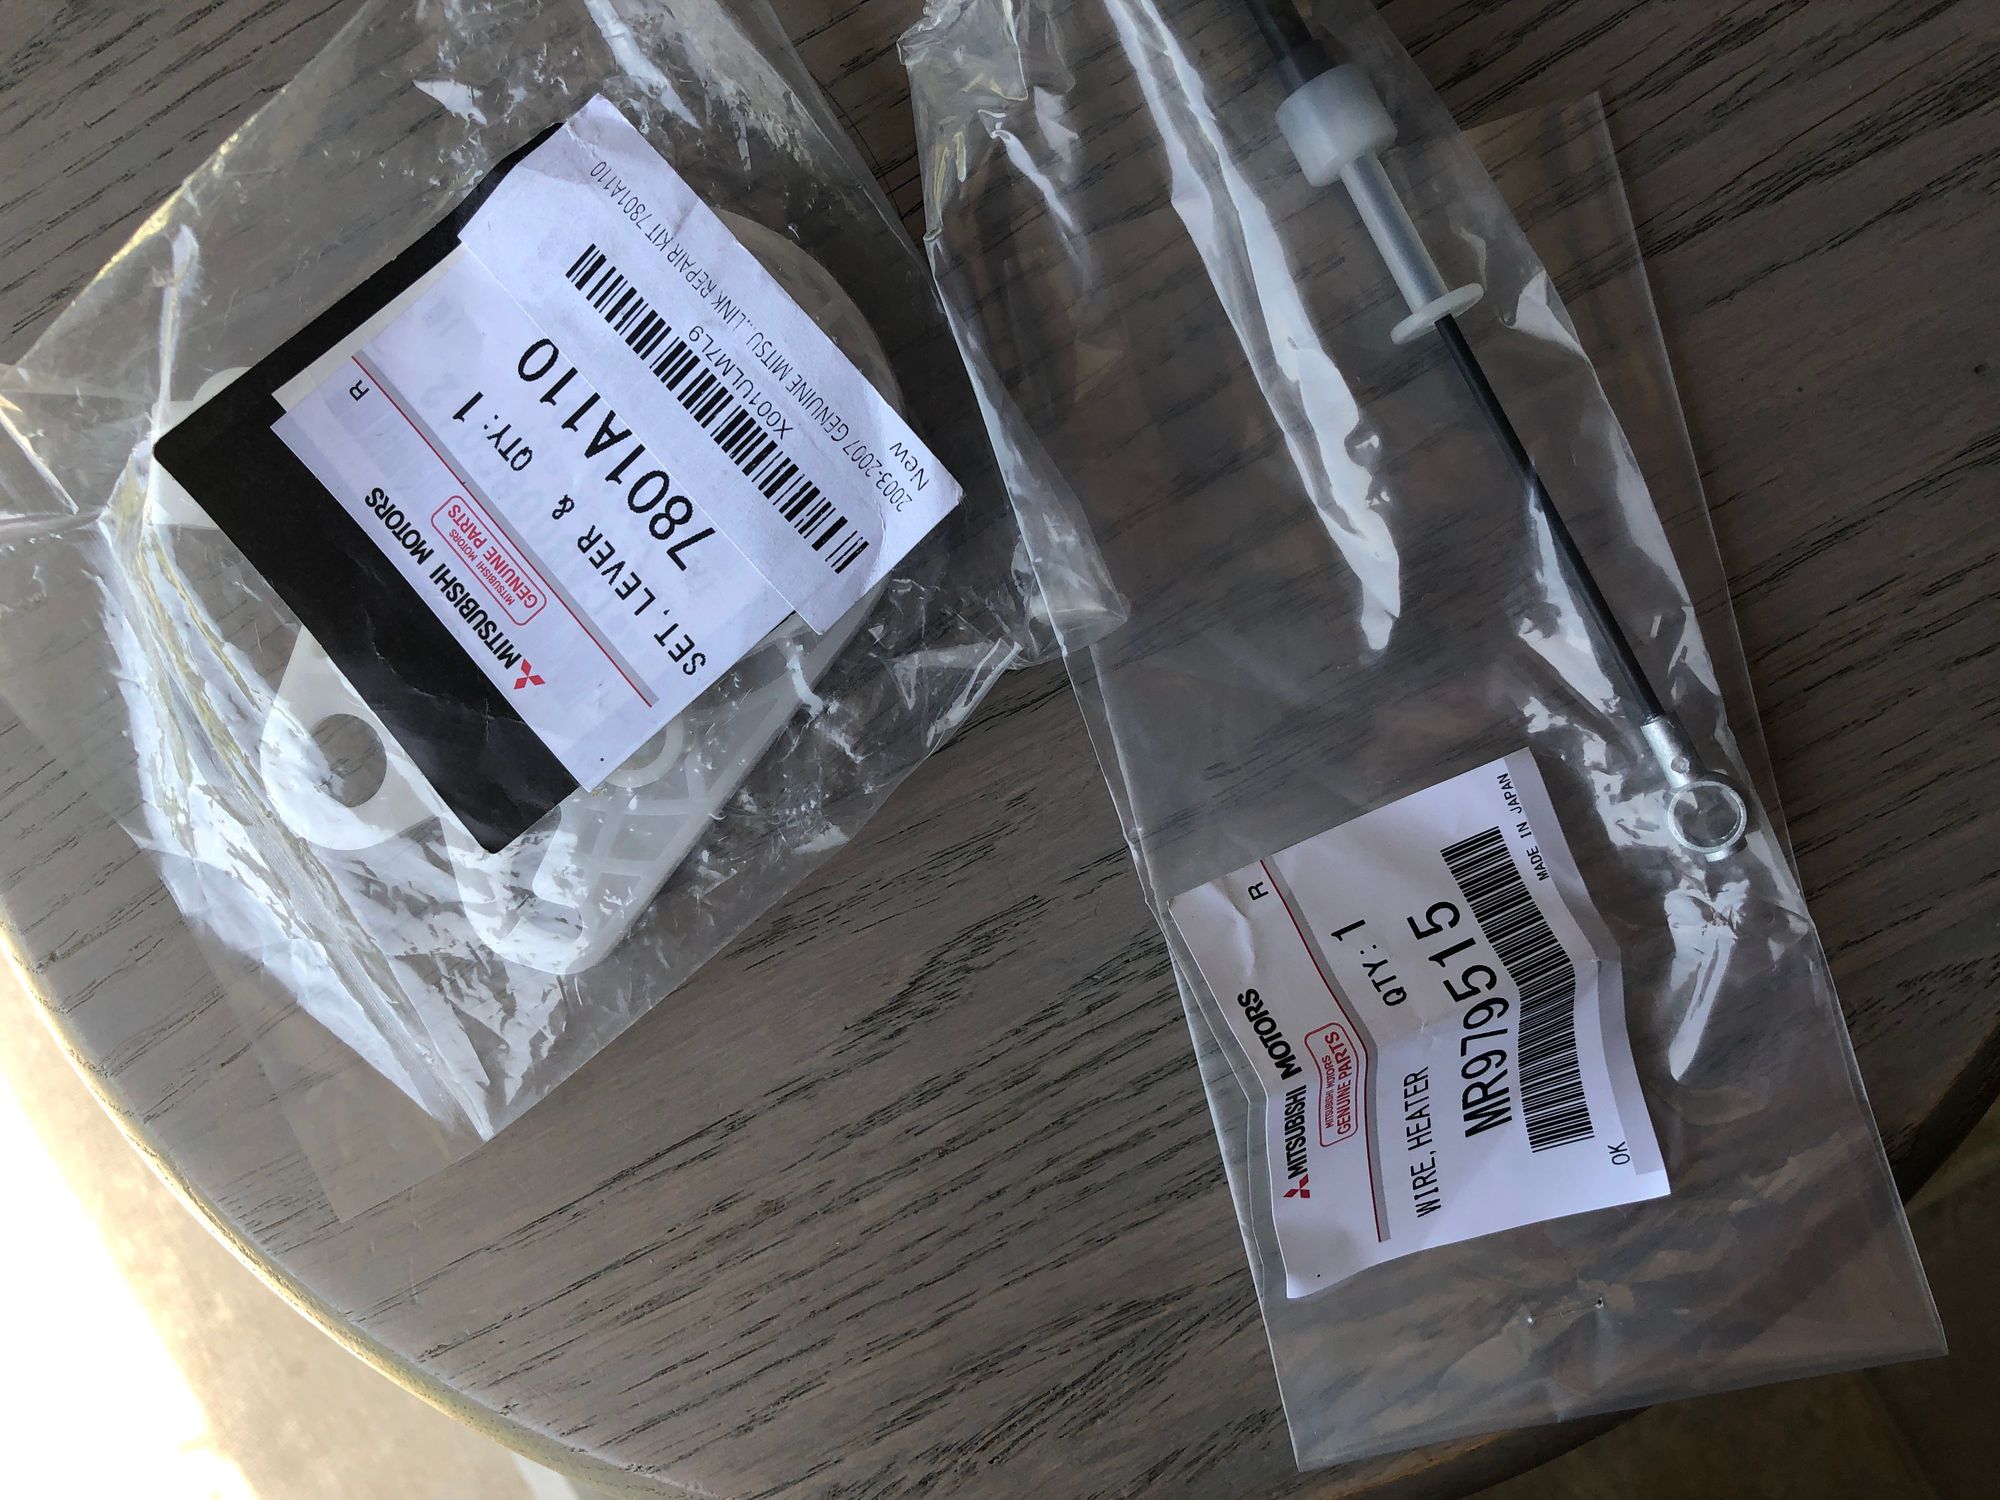 2003-2007 GENUINE MITSU...LINK REPAIR KIT 7801A110
New
X001ULM7L9
7801A110
SET, LEVER & QTY: 1
MITSUBISHI MOTORS
GENUINE PARTS
MITSUBISHI MOTORS
R
MITSUBISHI MOTORS
MITSUBISHI MOTORS
GENUINE PARTS
R
WIRE, HEATER QTY: 1
MR979515
MADE IN JAPAN
OK